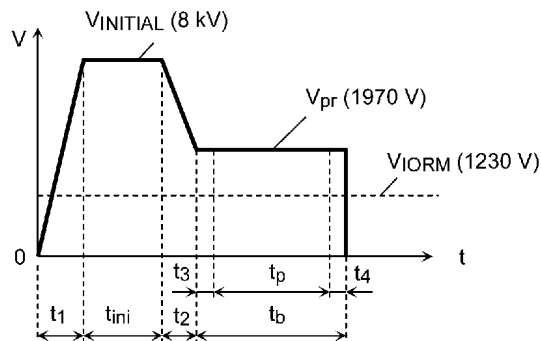 VINITIAL (8 kV)
V
Vpr (1970 V)
VIORM (1230 V)
0
t
t3
tp
t4
t1
tini
t2
tb